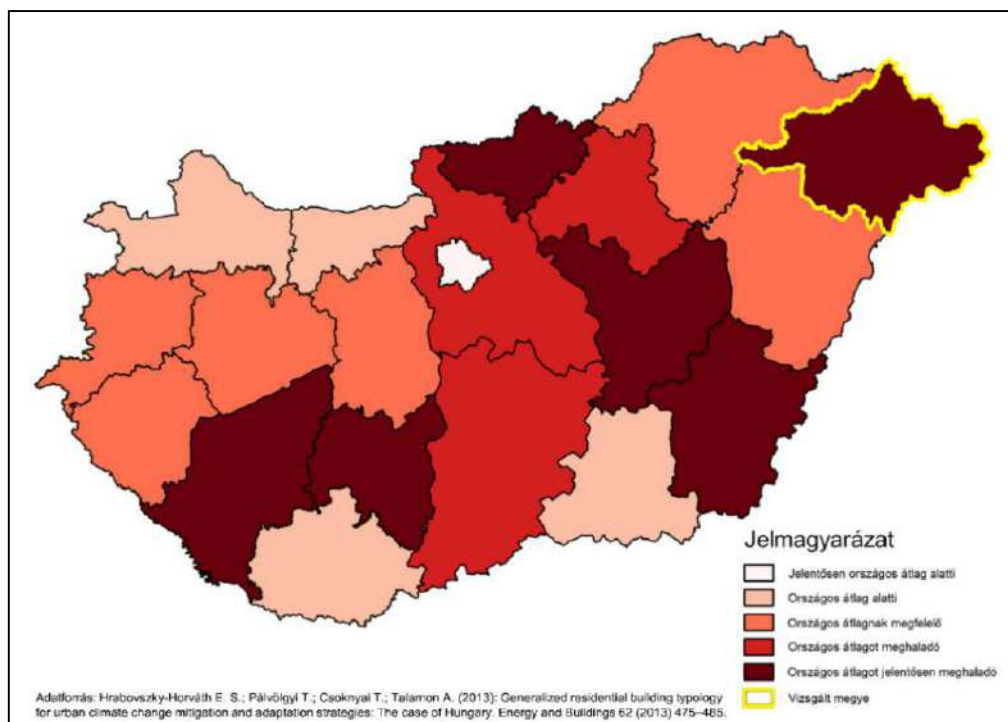 Jelmagyarázat
Jelentősen országos átlag alatti
Országos átlag alatti
Országos átlagnak megfelelő
Országos átlagot meghaladó
Országos átlagot jelentősen meghaladó
Vizsgált megye
Adatforrás: Hrabovszky-Horváth E. S.; Pálvölgyi T.; Csoknyai T.; Talamon A. (2013): Generalized residential building typology
for urban climate change mitigation and adaptation strategies: The case of Hungary. Energy and Buildings 62 (2013) 475–485.